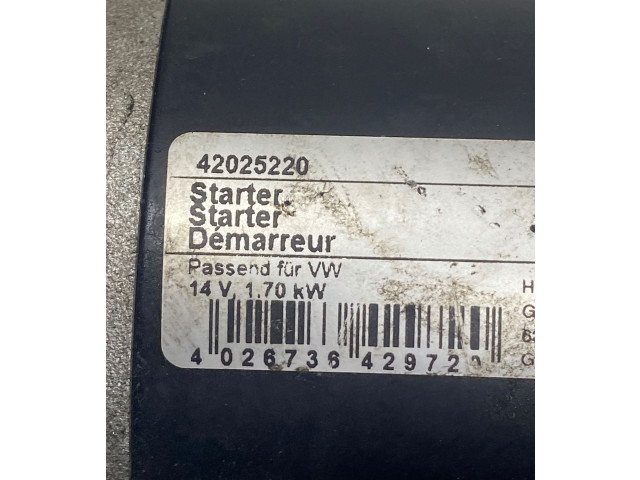 42025220
Starter
Starter
Démarreur
Passend für VW
14 V, 1.70 kW
H
G
G
4 026736 42972